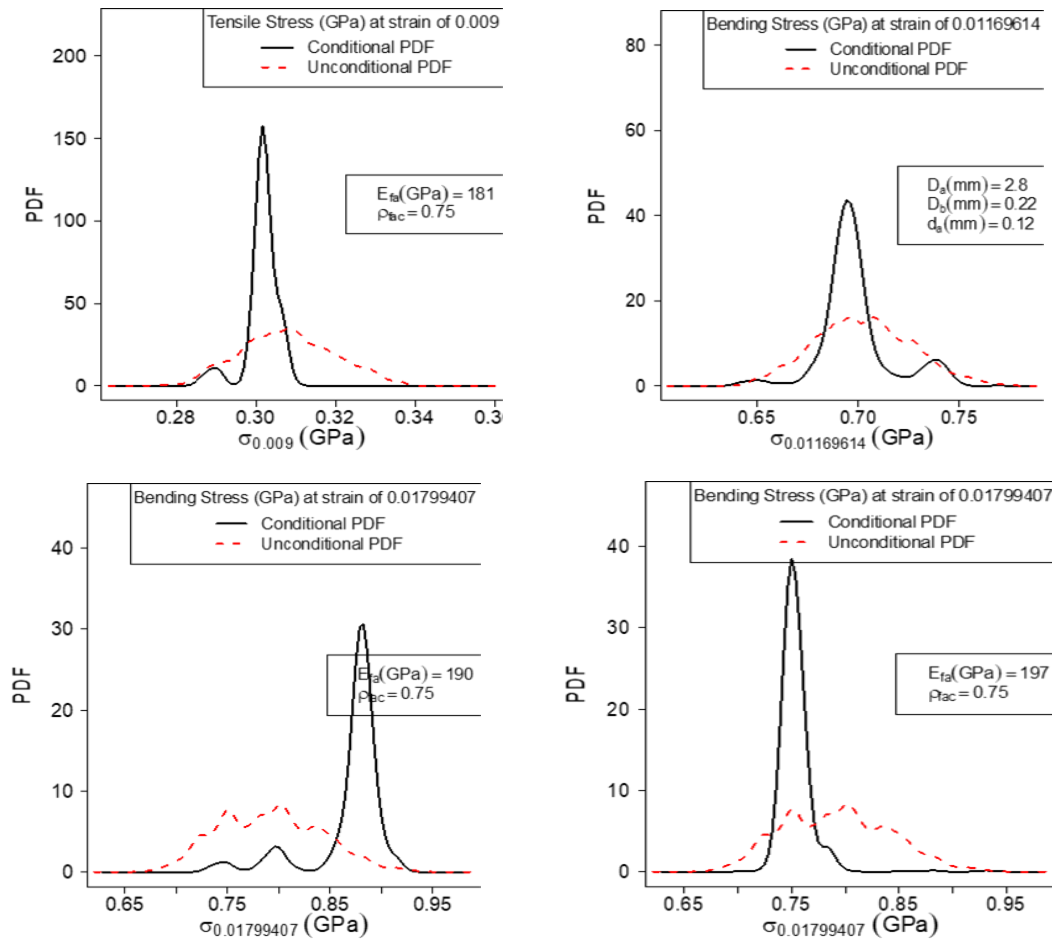 Tensile Stress (GPa) at strain of 0.009
Conditional PDF
Unconditional PDF
200
150
100
50
0
PDF
E_fa(GPa) = 181
ρ_fac = 0.75
0.28 0.30 0.32 0.34 0.3
σ_0.009 (GPa)
Bending Stress (GPa) at strain of 0.01169614
Conditional PDF
Unconditional PDF
80
60
40
20
0
PDF
D_a(mm) = 2.8
D_b(mm) = 0.22
d_a(mm) = 0.12
0.65 0.70 0.75
σ_0.01169614 (GPa)
Bending Stress (GPa) at strain of 0.01799407
Conditional PDF
Unconditional PDF
40
30
20
10
0
PDF
E_fa(GPa) = 190
ρ_fac = 0.75
0.65 0.75 0.85 0.95
σ_0.01799407 (GPa)
Bending Stress (GPa) at strain of 0.01799407
Conditional PDF
Unconditional PDF
40
30
20
10
0
PDF
E_fa(GPa) = 197
ρ_fac = 0.75
0.65 0.75 0.85 0.95
σ_0.01799407 (GPa)